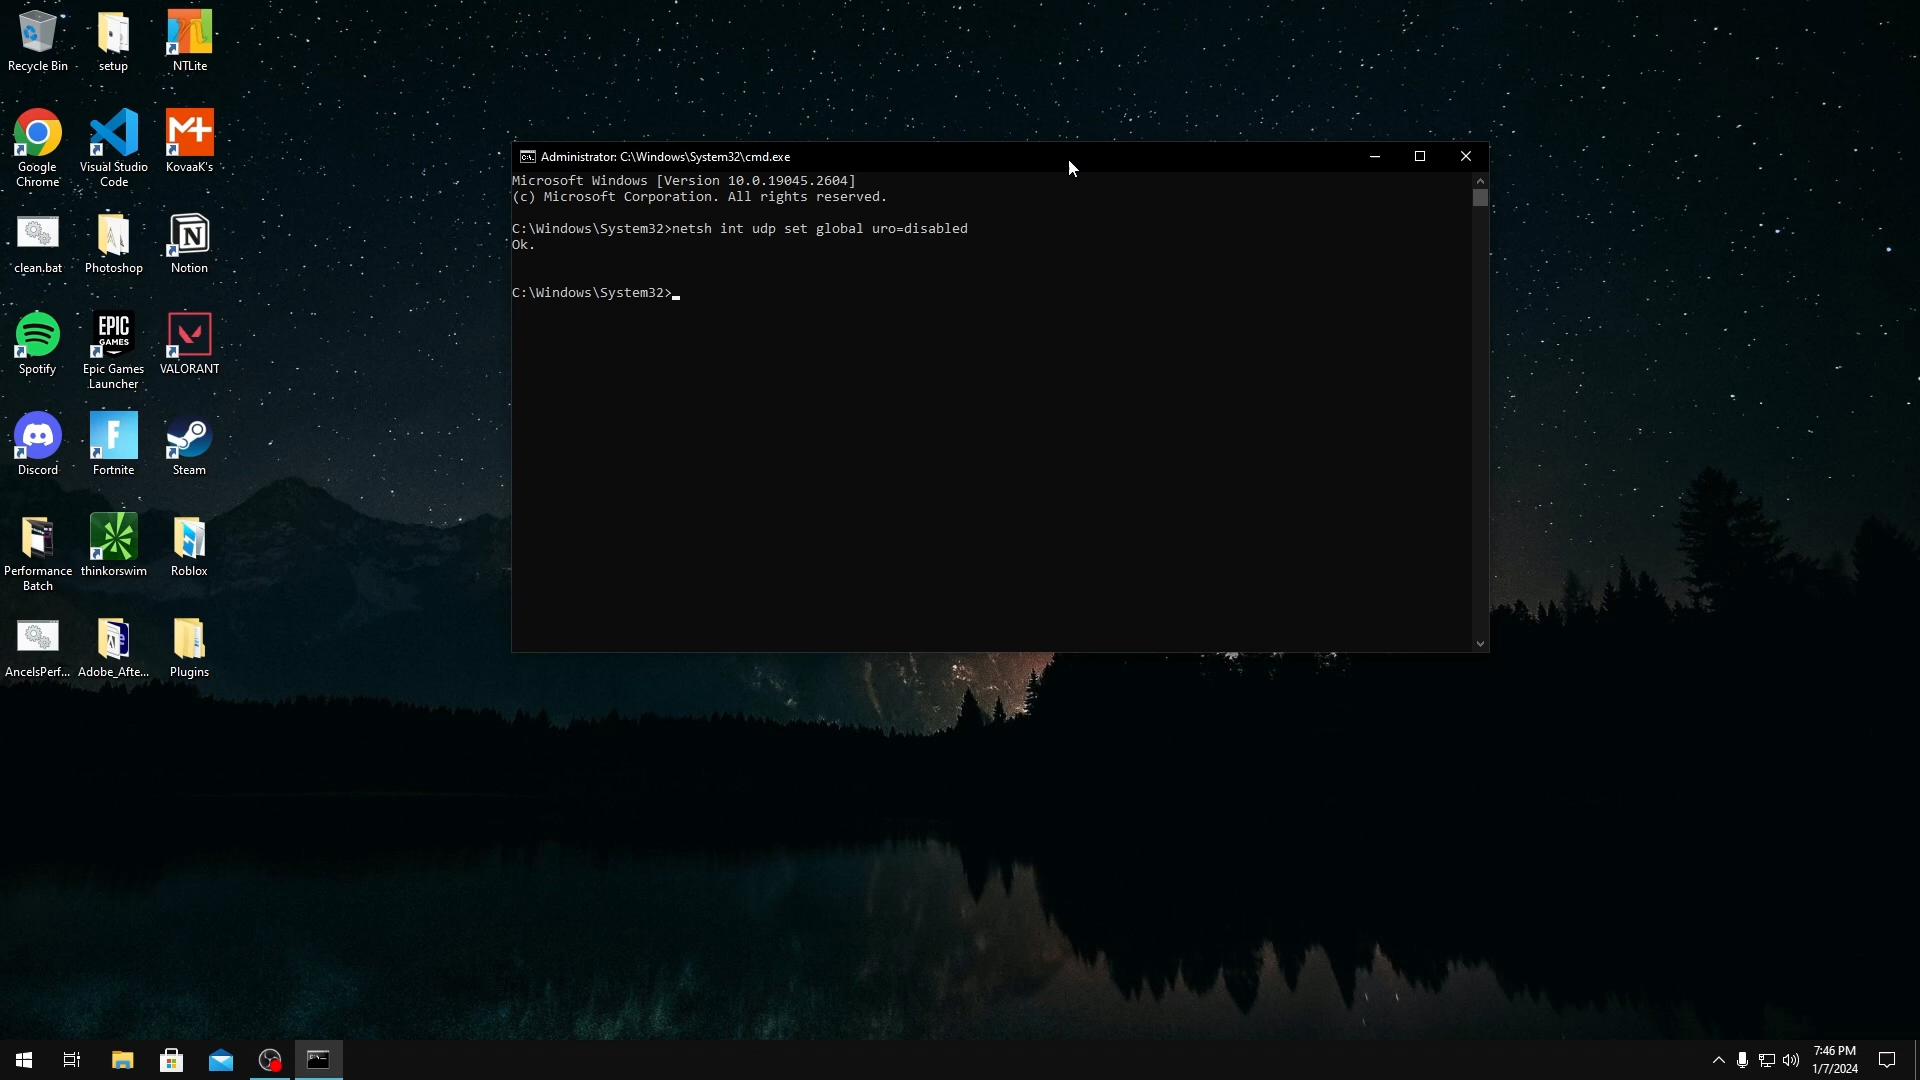 Recycle Bin
setup
NTLite
Google
Chrome
Visual Studio
Code
KovaaK's
clean.bat
Photoshop
Notion
Spotify
EPIC
GAMES
Epic Games
Launcher
VALORANT
Discord
Fortnite
Steam
Performance
Batch
thinkorswim
Roblox
AncelsPerf...
Adobe_Afte...
Plugins
Administrator: C:\Windows\System32\cmd.exe
Microsoft Windows [Version 10.0.19045.2604]
(c) Microsoft Corporation. All rights reserved.
C:\Windows\System32>netsh int udp set global uro=disabled
Ok.
C:\Windows\System32>
7:46 PM
1/7/2024